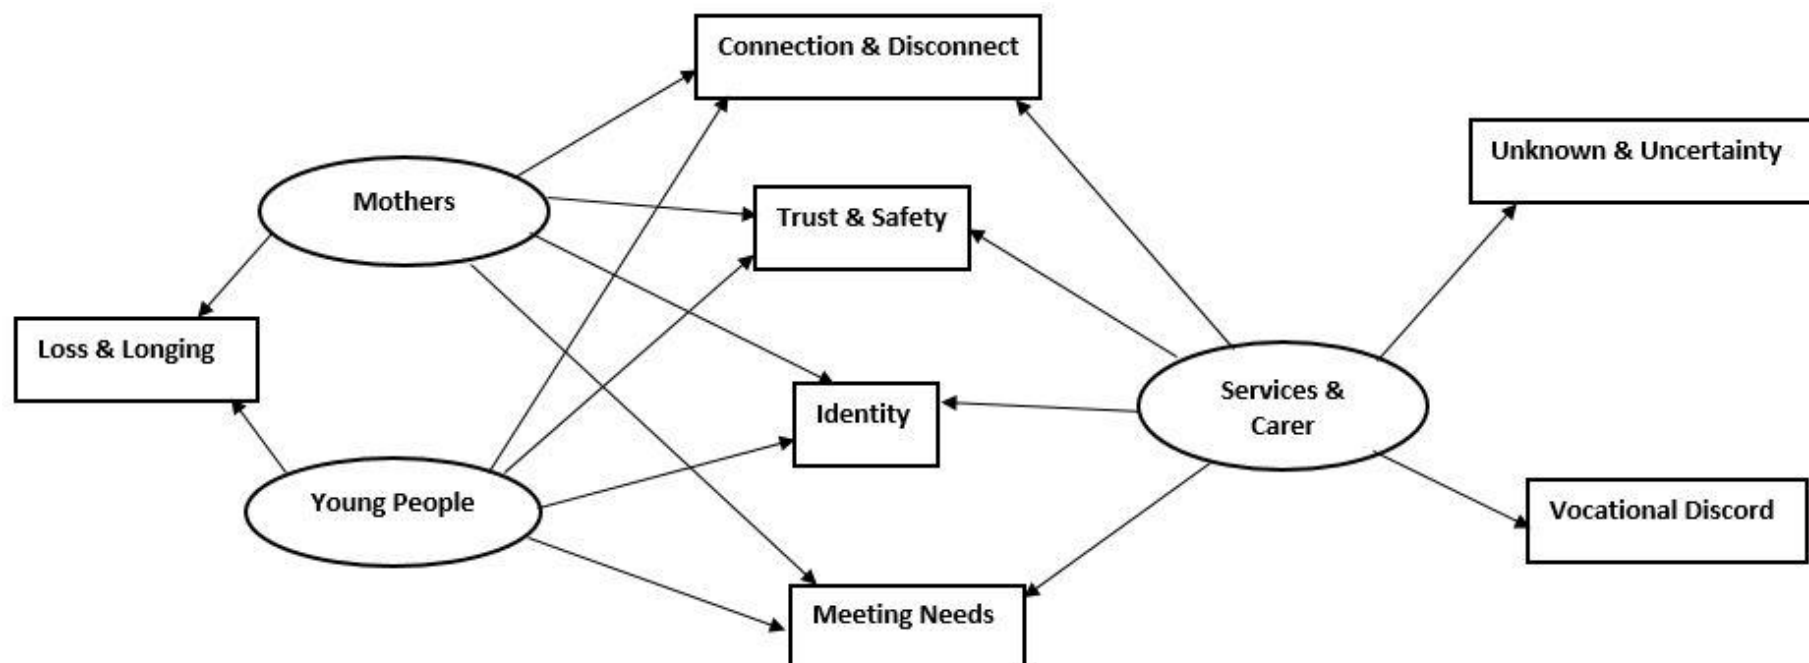 Connection & Disconnect
Unknown & Uncertainty
Mothers
Trust & Safety
Loss & Longing
Services &
Carer
Identity
Young People
Vocational Discord
Meeting Needs